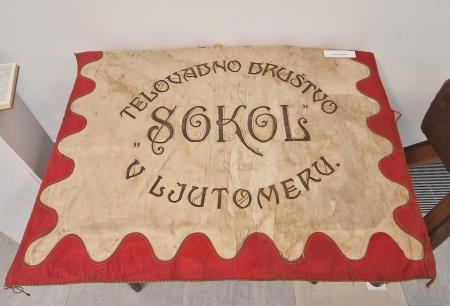 TELOVADNO DRUŠTVO
„SOKOL"
V LJUTOMERU.